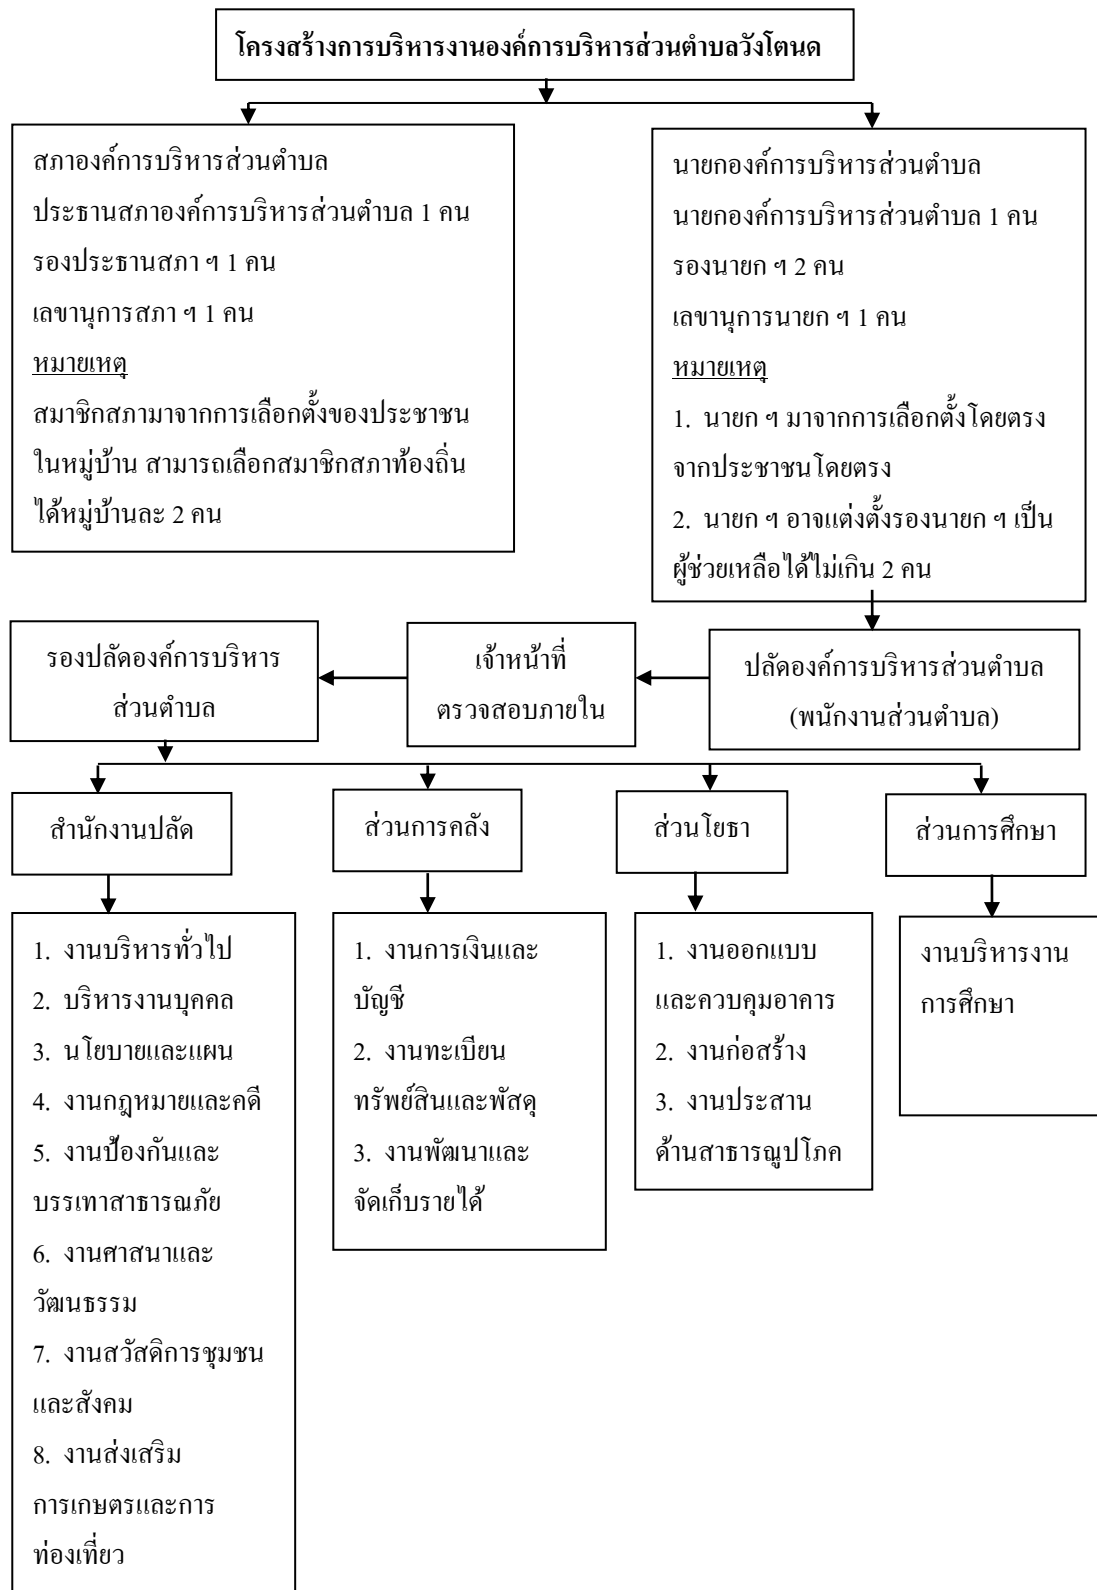 โครงสร้างการบริหารงานองค์การบริหารส่วนตำบลวังโตนด
สภาองค์การบริหารส่วนตำบล
ประธานสภาองค์การบริหารส่วนตำบล 1 คน
รองประธานสภา ฯ 1 คน
เลขานุการสภา ฯ 1 คน
หมายเหตุ
สมาชิกสภามาจากการเลือกตั้งของประชาชน
ในหมู่บ้าน สามารถเลือกสมาชิกสภาท้องถิ่น
ได้หมู่บ้านละ 2 คน
นายกองค์การบริหารส่วนตำบล
นายกองค์การบริหารส่วนตำบล 1 คน
รองนายก ฯ 2 คน
เลขานุการนายก ฯ 1 คน
หมายเหตุ
1. นายก ฯ มาจากการเลือกตั้งโดยตรง
จากประชาชนโดยตรง
2. นายก ฯ อาจแต่งตั้งรองนายก ฯ เป็น
ผู้ช่วยเหลือได้ไม่เกิน 2 คน
รองปลัดองค์การบริหาร
ส่วนตำบล
เจ้าหน้าที่
ตรวจสอบภายใน
ปลัดองค์การบริหารส่วนตำบล
(พนักงานส่วนตำบล)
สำนักงานปลัด
ส่วนการคลัง
ส่วนโยธา
ส่วนการศึกษา
1. งานบริหารทั่วไป
2. บริหารงานบุคคล
3. นโยบายและแผน
4. งานกฎหมายและคดี
5. งานป้องกันและ
บรรเทาสาธารณภัย
6. งานศาสนาและ
วัฒนธรรม
7. งานสวัสดิการชุมชน
และสังคม
8. งานส่งเสริม
การเกษตรและการ
ท่องเที่ยว
1. งานการเงินและ
บัญชี
2. งานทะเบียน
ทรัพย์สินและพัสดุ
3. งานพัฒนาและ
จัดเก็บรายได้
1. งานออกแบบ
และควบคุมอาคาร
2. งานก่อสร้าง
3. งานประสาน
ด้านสาธารณูปโภค
งานบริหารงาน
การศึกษา